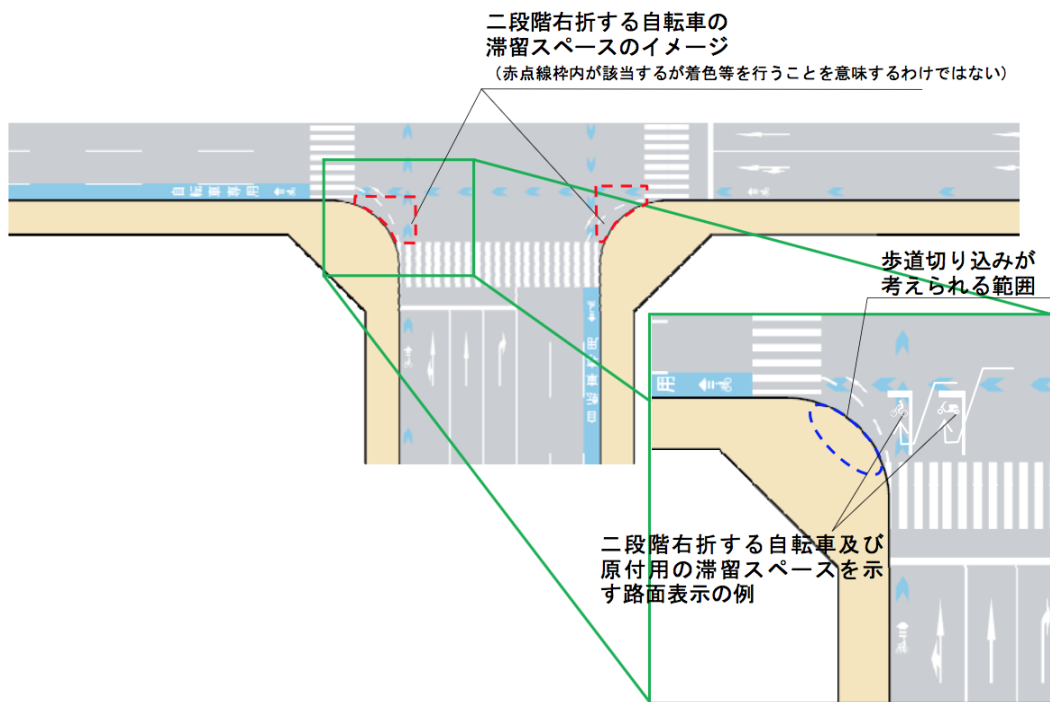 二段階右折する自転車の
滞留スペースのイメージ
（赤点線枠内が該当するが着色等を行うことを意味するわけではない）
自転車専用
自転車専用
歩道切り込みが
考えられる範囲
用
二段階右折する自転車及び
原付用の滞留スペースを示
す路面表示の例